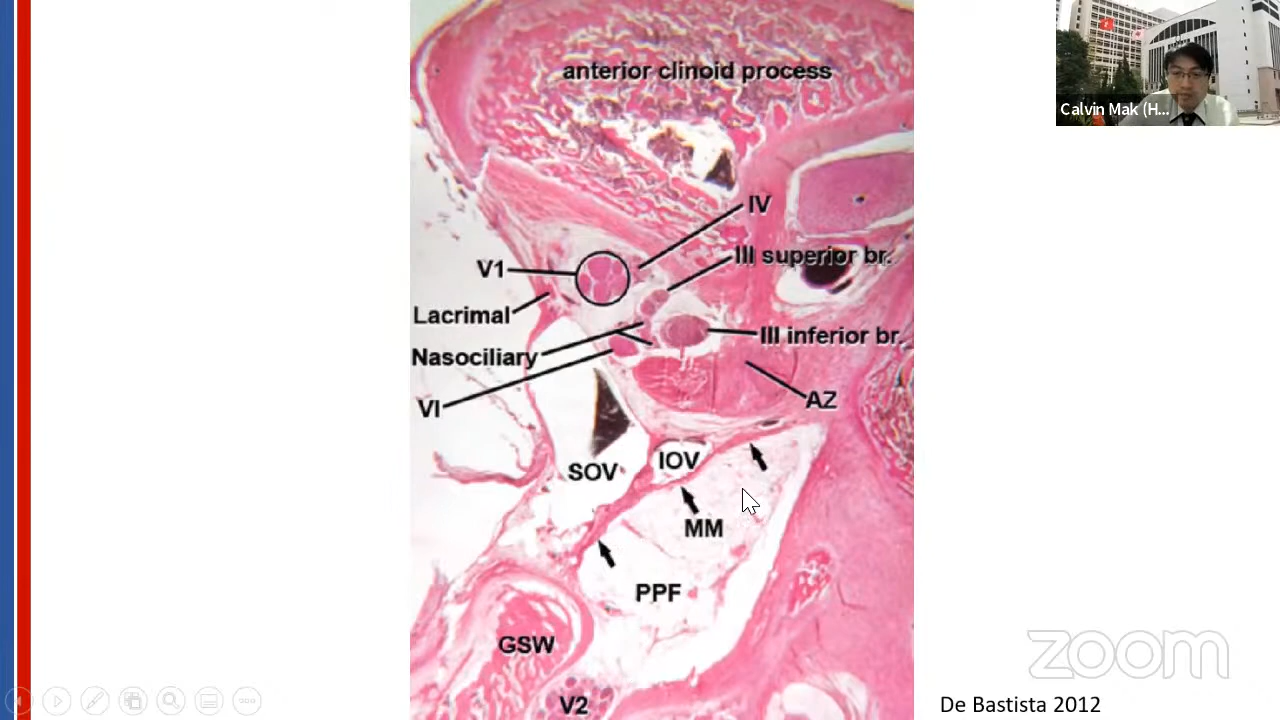 anterior clinoid process
IV
III superior br.
V1
Lacrimal
III inferior br.
Nasociliary
AZ
VI
IOV
SOV
MM
PPF
GSW
V2
Calvin Mak (H...
zoom
De Bastista 2012